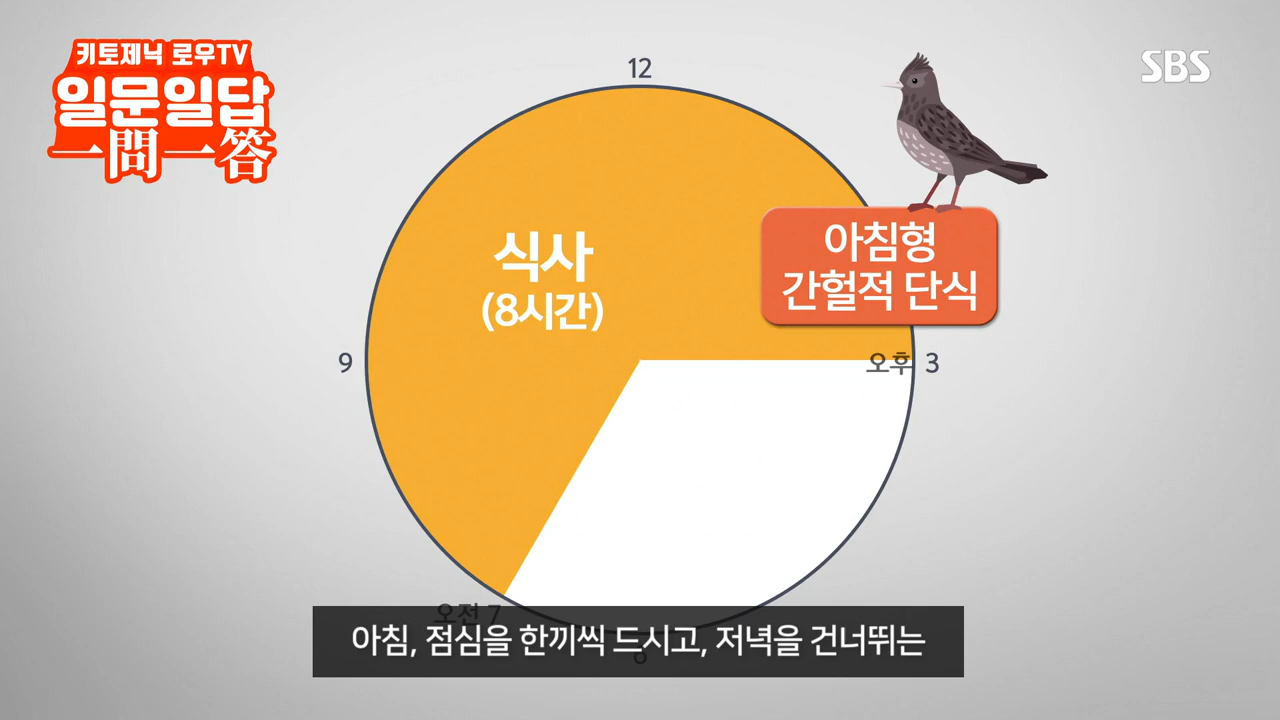 키토제닉 로우TV
일문일답
一問一答
SBS
12
아침형
간헐적 단식
식사
(8시간)
9
오후 3
오전 7
6
아침, 점심을 한끼씩 드시고, 저녁을 건너뛰는